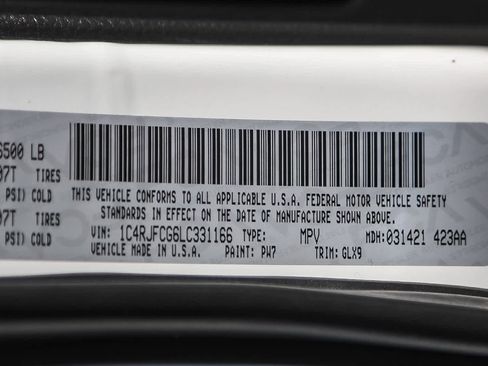 6500 LB
07T TIRES
PSI) COLD
07T TIRES
PSI) COLD
THIS VEHICLE CONFORMS TO ALL APPLICABLE U.S.A. FEDERAL MOTOR VEHICLE SAFETY
STANDARDS IN EFFECT ON THE DATE OF MANUFACTURE SHOWN ABOVE.
VIN: 1C4RJFCG6LC331166 TYPE: MPV MDH: 031421 423AA
VEHICLE MADE IN U.S.A. PAINT: PW7 TRIM: GLX9